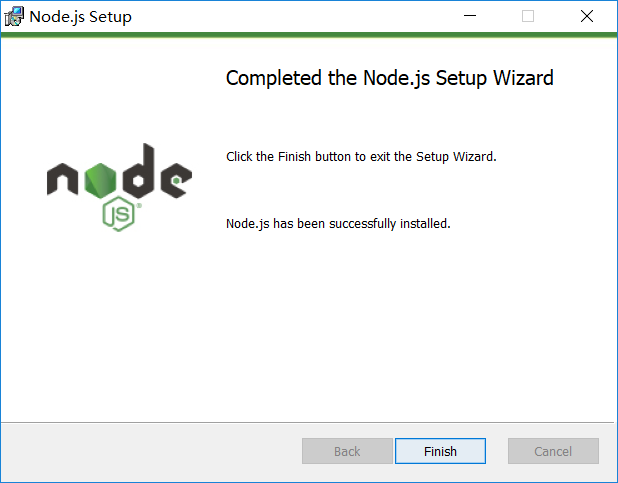 Node.js Setup
Completed the Node.js Setup Wizard
Click the Finish button to exit the Setup Wizard.
node
JS
Node.js has been successfully installed.
Back
Finish
Cancel